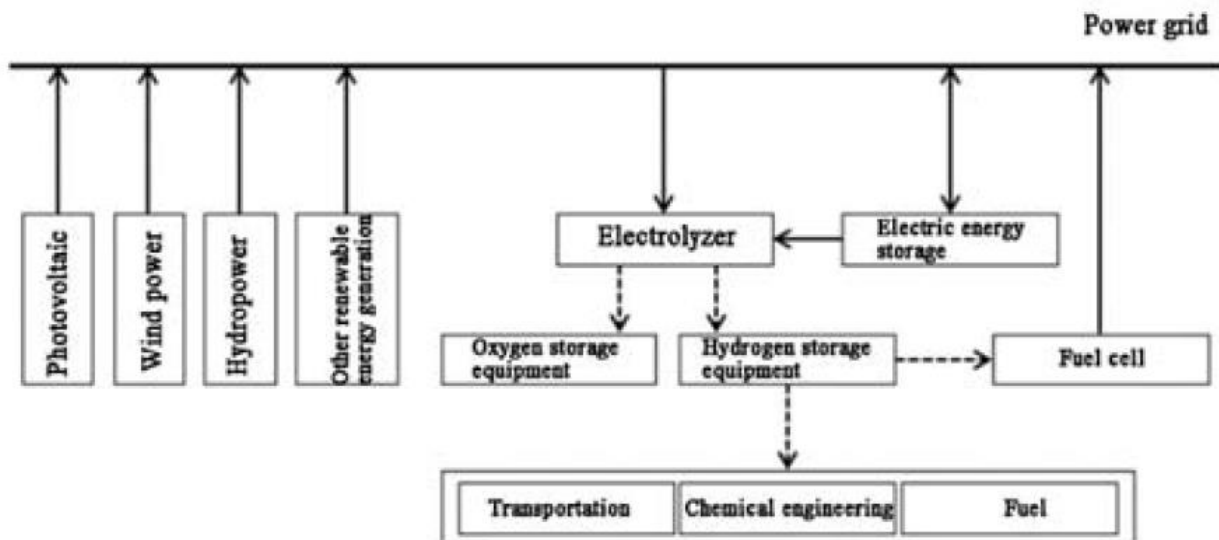 Power grid
Photovoltaic
Wind power
Hydropower
Other renewable
energy generation
Electrolyzer
Electric energy
storage
Oxygen storage
equipment
Hydrogen storage
equipment
Fuel cell
Transportation
Chemical engineering
Fuel